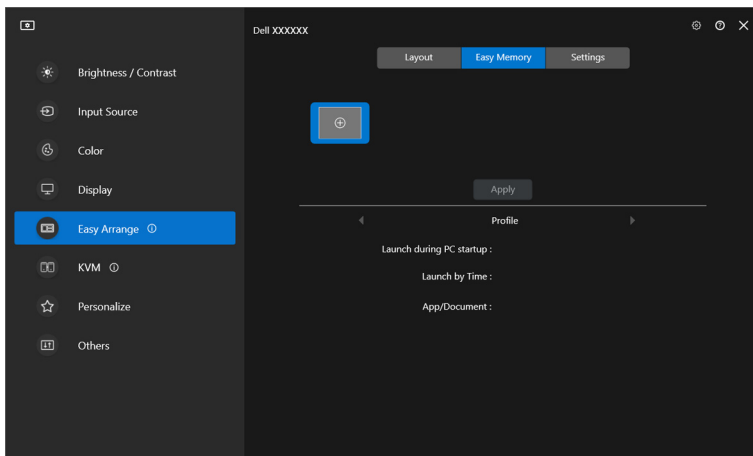 Dell XXXXXX
Brightness / Contrast
Input Source
Color
Display
Easy Arrange
KVM
Personalize
Others
Layout Easy Memory Settings
Apply
Profile
Launch during PC startup :
Launch by Time :
App/Document :